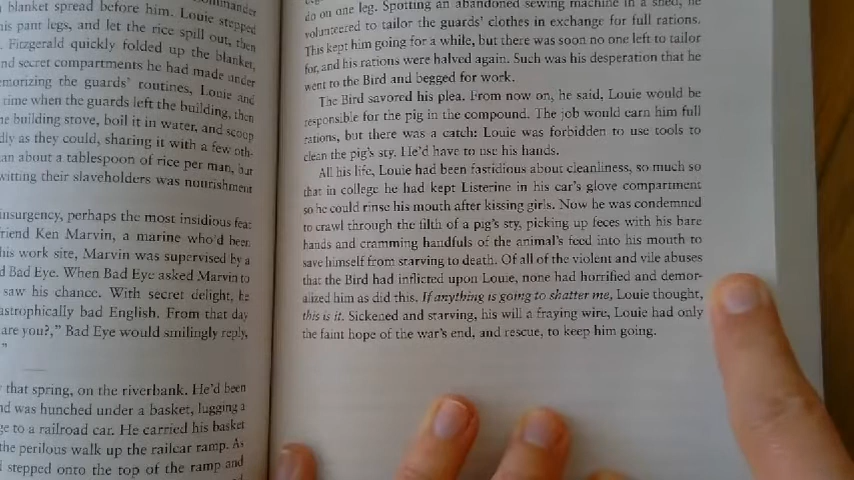 ommander
blanket spread before him. Louie stepped
his pant legs, and let the rice spill out, then
. Fitzgerald quickly folded up the blanket,
nd secret compartments he had made under
emorizing the guards' routines, Louie and
time when the guards left the building, then
e building stove, boil it in water, and scoop
dly as they could, sharing it with a few oth-
an about a tablespoon of rice per man, but
witting their slaveholders was nourishment
insurgency, perhaps the most insidious feat
riend Ken Marvin, a marine who'd been
his work site, Marvin was supervised by a
d Bad Eye. When Bad Eye asked Marvin to
saw his chance. With secret delight, he
astrophically bad English. From that day
are you?," Bad Eye would smilingly reply,
"
that spring, on the riverbank. He'd been
nd was hunched under a basket, lugging a
ge to a railroad car. He carried his basket
the perilous walk up the railcar ramp. As
stepped onto the top of the ramp and
do on one leg. Spotting an abandoned sewing machine in a shed, he
volunteered to tailor the guards' clothes in exchange for full rations.
This kept him going for a while, but there was soon no one left to tailor
for, and his rations were halved again. Such was his desperation that he
went to the Bird and begged for work.
The Bird savored his plea. From now on, he said, Louie would be
responsible for the pig in the compound. The job would earn him full
rations, but there was a catch: Louie was forbidden to use tools to
clean the pig's sty. He'd have to use his hands.
All his life, Louie had been fastidious about cleanliness, so much so
that in college he had kept Listerine in his car's glove compartment
so he could rinse his mouth after kissing girls. Now he was condemned
to crawl through the filth of a pig's sty, picking up feces with his bare
hands and cramming handfuls of the animal's feed into his mouth to
save himself from starving to death. Of all of the violent and vile abuses
that the Bird had inflicted upon Louie, none had horrified and demor-
alized him as did this. If anything is going to shatter me, Louie thought,
this is it. Sickened and starving, his will a fraying wire, Louie had only
the faint hope of the war's end, and rescue, to keep him going.